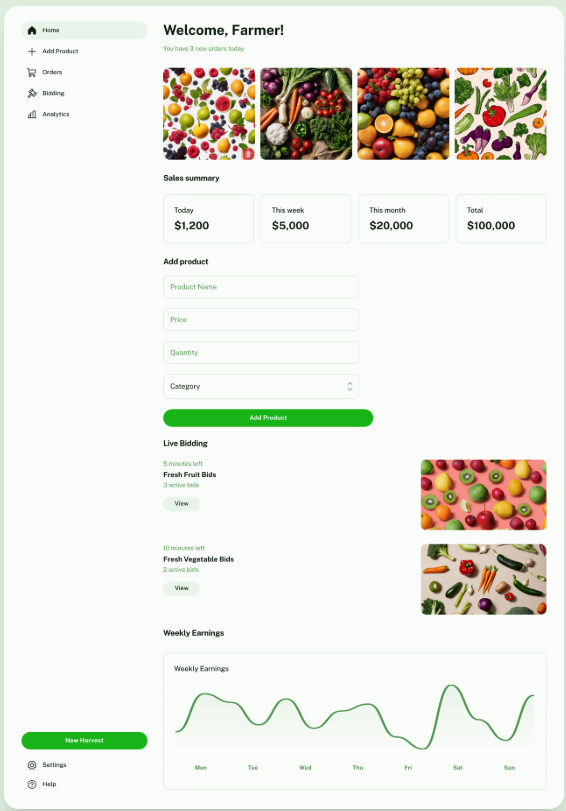 Home
Add Product
Orders
Bidding
Analytics
New Harvest
Settings
Help
Welcome, Farmer!
You have 3 new orders today
Sales summary
Today
$1,200
This week
$5,000
This month
$20,000
Total
$100,000
Add product
Product Name
Price
Quantity
Category
Add Product
Live Bidding
5 minutes left
Fresh Fruit Bids
3 active bids
View
10 minutes left
Fresh Vegetable Bids
2 active bids
View
Weekly Earnings
Weekly Earnings
Mon Tue Wed Thu Fri Sat Sun